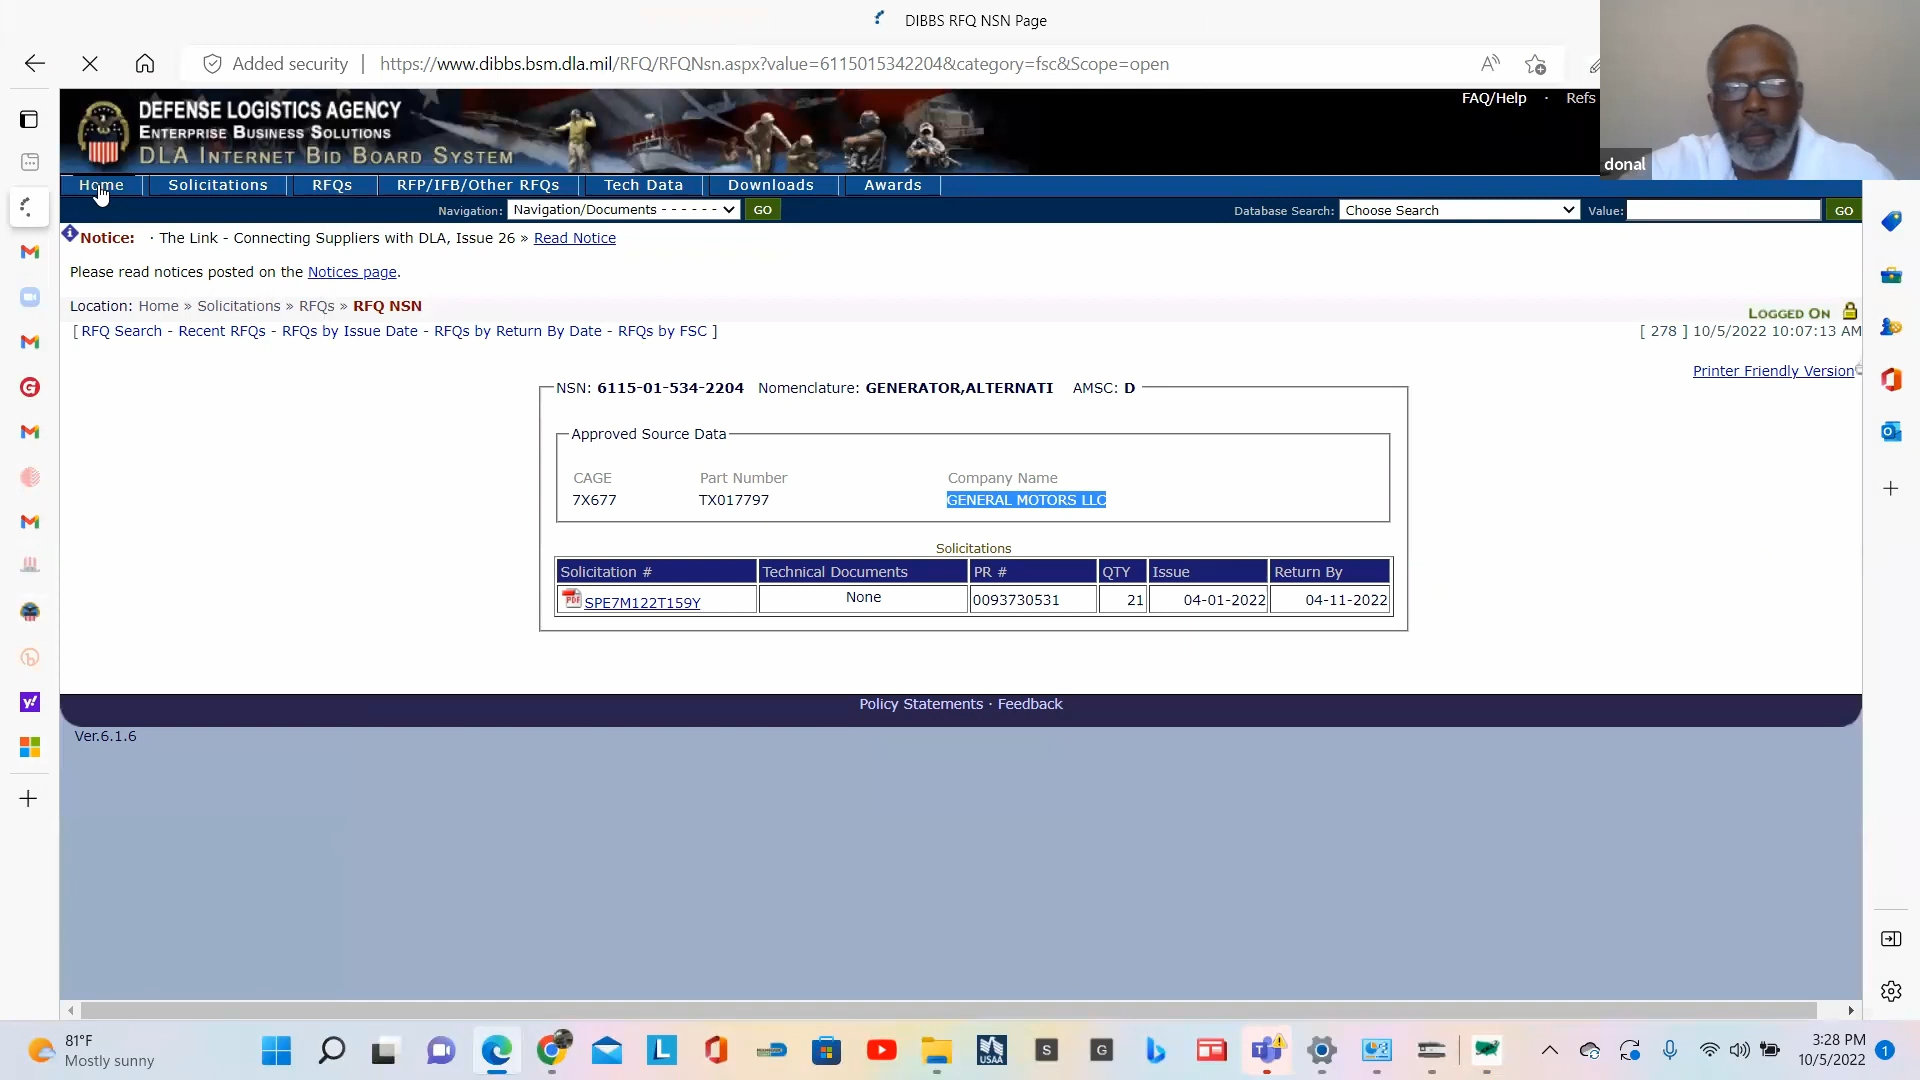 DIBBS RFQ NSN Page
Added security | https://www.dibbs.bsm.dla.mil/RFQ/RFQNsn.aspx?value=6115015342204&category=fsc&Scope=open
DEFENSE LOGISTICS AGENCY
ENTERPRISE BUSINESS SOLUTIONS
DLA INTERNET BID BOARD SYSTEM
FAQ/Help · Refs
donal
Home Solicitations RFQs RFP/IFB/Other RFQs Tech Data Downloads Awards
Navigation: Navigation/Documents - - - - - - GO Database Search: Choose Search Value: GO
Notice: · The Link - Connecting Suppliers with DLA, Issue 26 » Read Notice
Please read notices posted on the Notices page.
Location: Home » Solicitations » RFQs » RFQ NSN
LOGGED ON
[ RFQ Search - Recent RFQs - RFQs by Issue Date - RFQs by Return By Date - RFQs by FSC ]
[ 278 ] 10/5/2022 10:07:13 AM
Printer Friendly Version
NSN: 6115-01-534-2204 Nomenclature: GENERATOR,ALTERNATI AMSC: D
Approved Source Data
CAGE Part Number Company Name
7X677 TX017797 GENERAL MOTORS LLC
Solicitations
Solicitation # Technical Documents PR # QTY Issue Return By
PDF SPE7M122T159Y None 0093730531 21 04-01-2022 04-11-2022
Policy Statements · Feedback
Ver.6.1.6
81°F
Mostly sunny
L
USAA
S
G
3:28 PM
10/5/2022
1